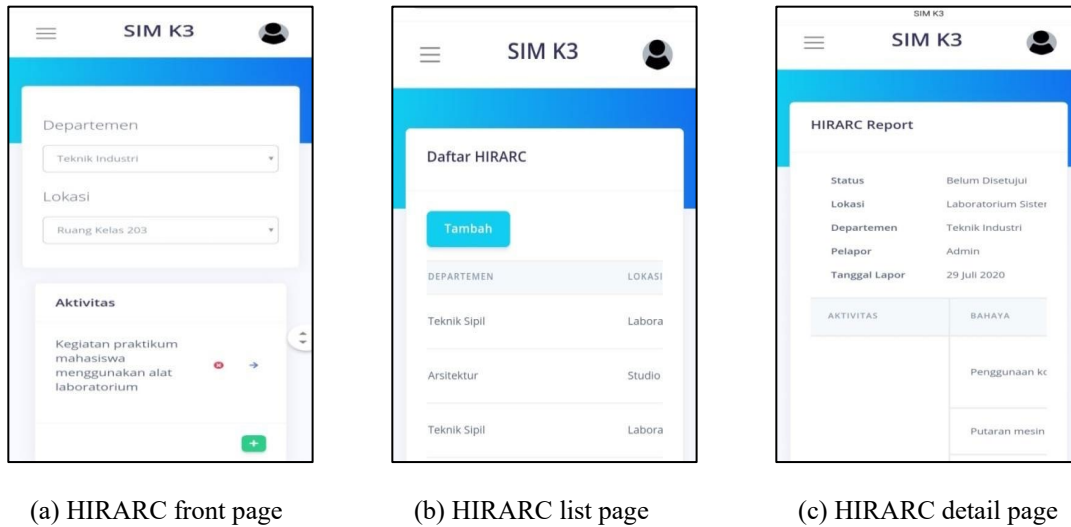 SIM K3
Departemen
Teknik Industri
Lokasi
Ruang Kelas 203
Aktivitas
Kegiatan praktikum
mahasiswa
menggunakan alat
laboratorium
(a) HIRARC front page
SIM K3
Daftar HIRARC
Tambah
DEPARTEMEN LOKASI
Teknik Sipil Labora
Arsitektur Studio
Teknik Sipil Labora
(b) HIRARC list page
SIM K3
SIM K3
HIRARC Report
Status Belum Disetujui
Lokasi Laboratorium Sister
Departemen Teknik Industri
Pelapor Admin
Tanggal Lapor 29 Juli 2020
AKTIVITAS BAHAYA
Penggunaan kc
Putaran mesin
(c) HIRARC detail page